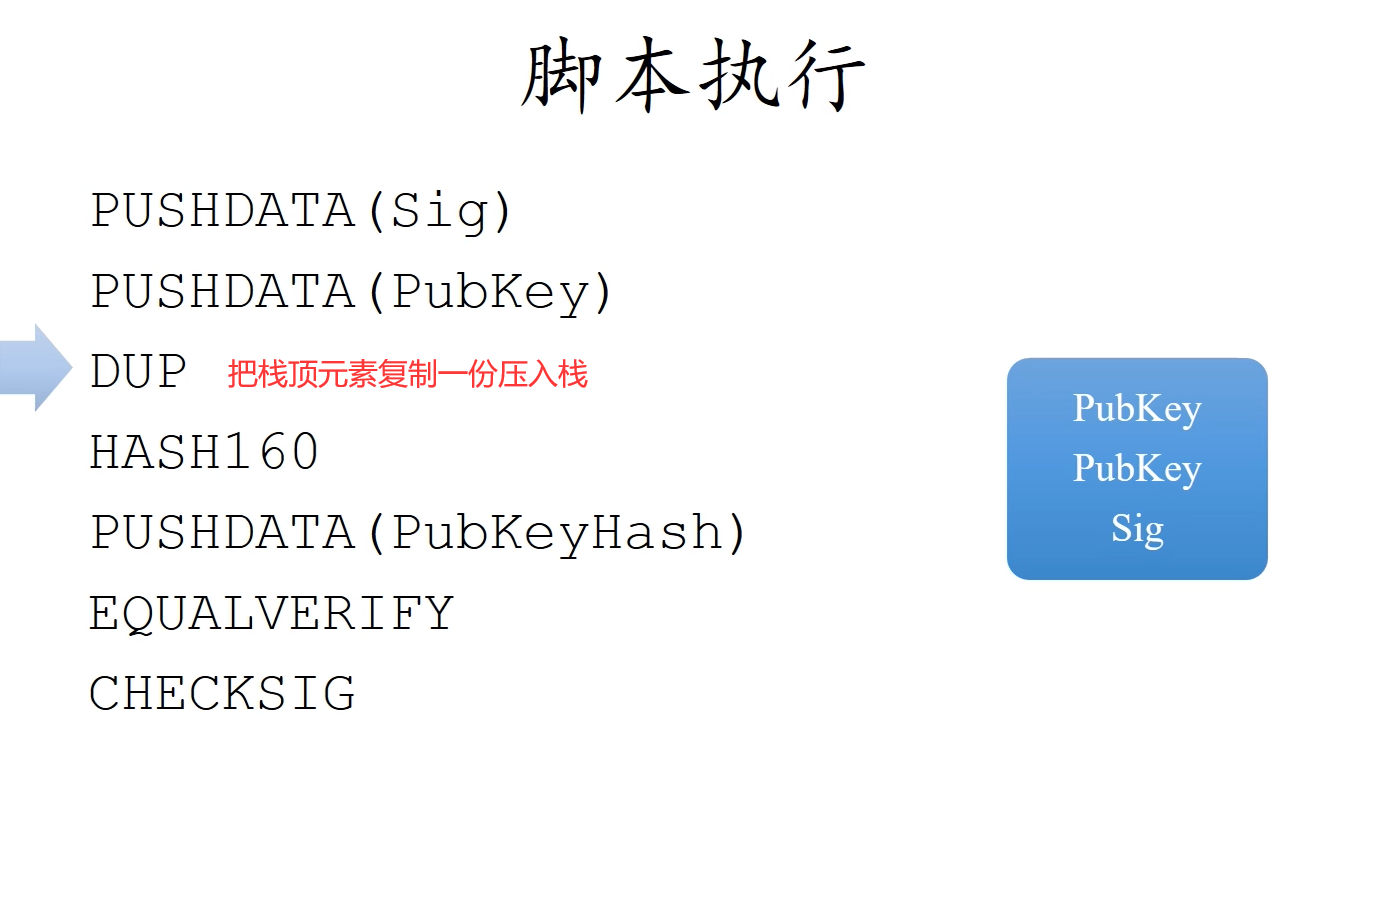 脚本执行
PUSHDATA(Sig)
PUSHDATA(PubKey)
DUP 把栈顶元素复制一份压入栈
HASH160
PUSHDATA(PubKeyHash)
EQUALVERIFY
CHECKSIG
PubKey
PubKey
Sig